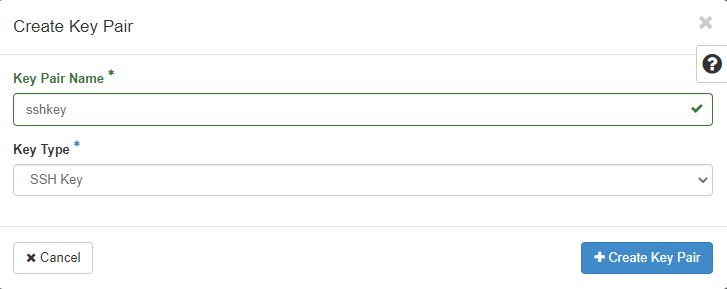 Create Key Pair
Key Pair Name *
sshkey
Key Type *
SSH Key
Cancel
Create Key Pair